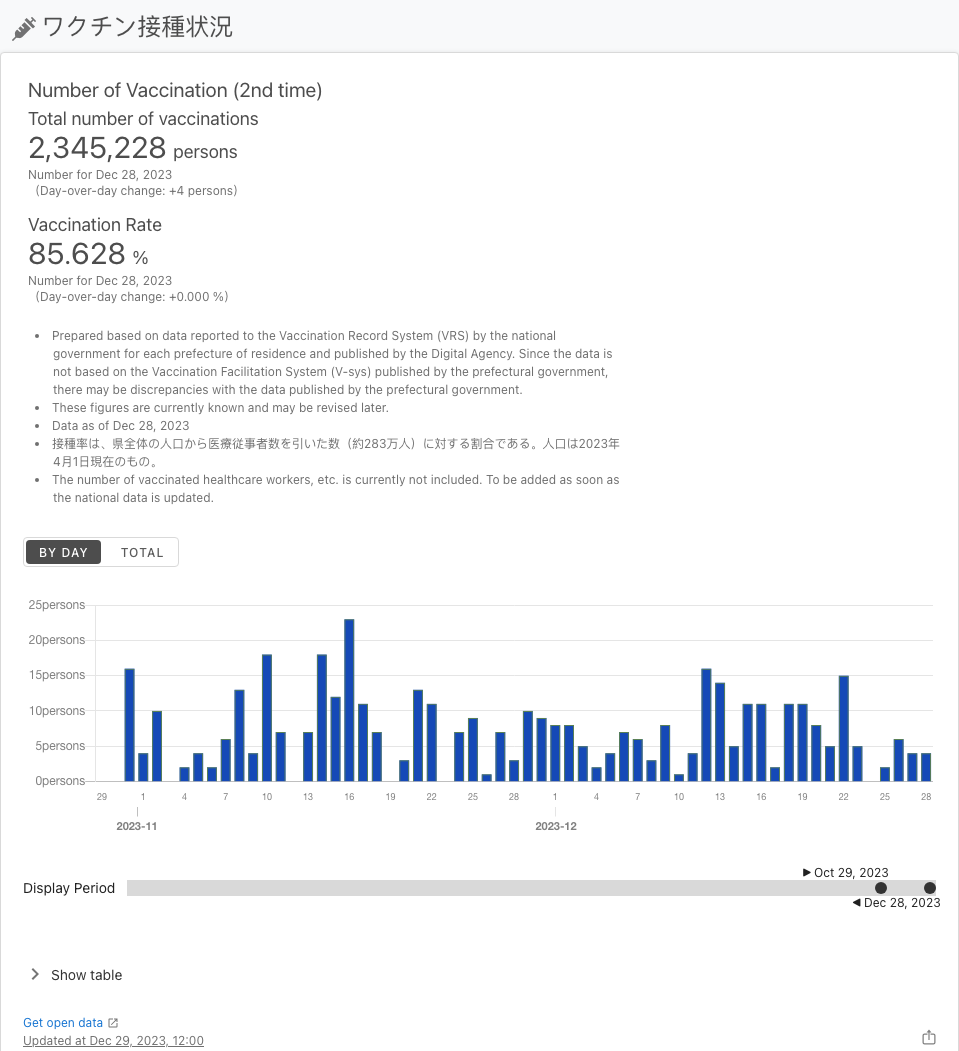 ワクチン接種状況
Number of Vaccination (2nd time)
Total number of vaccinations
2,345,228 persons
Number for Dec 28, 2023
（Day-over-day change: +4 persons）
Vaccination Rate
85.628 %
Number for Dec 28, 2023
（Day-over-day change: +0.000 %）
• Prepared based on data reported to the Vaccination Record System (VRS) by the national
government for each prefecture of residence and published by the Digital Agency. Since the data is
not based on the Vaccination Facilitation System (V-sys) published by the prefectural government,
there may be discrepancies with the data published by the prefectural government.
• These figures are currently known and may be revised later.
• Data as of Dec 28, 2023
• 接種率は、県全体の人口から医療従事者数を引いた数（約283万人）に対する割合である。人口は2023年
4月1日現在のもの。
• The number of vaccinated healthcare workers, etc. is currently not included. To be added as soon as
the national data is updated.
BY DAY TOTAL
25persons
20persons
15persons
10persons
5persons
0persons
29 1 4 7 10 13 16 19 22 25 28 1 4 7 10 13 16 19 22 25 28
2023-11 2023-12
Oct 29, 2023
Display Period
Dec 28, 2023
Show table
Get open data
Updated at Dec 29, 2023, 12:00